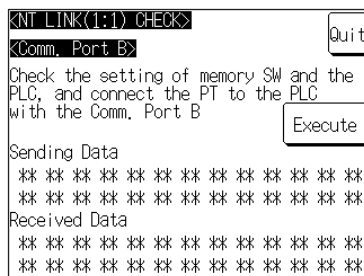 <NT LINK(1:1) CHECK>
Quit
<Comm. Port B>
Check the setting of memory SW and the
PLC, and connect the PT to the PLC
with the Comm. Port B
Execute
Sending Data
** ** ** ** ** ** ** ** ** ** ** ** **
** ** ** ** ** ** ** ** ** ** ** ** **
Received Data
** ** ** ** ** ** ** ** ** ** ** ** **
** ** ** ** ** ** ** ** ** ** ** ** **